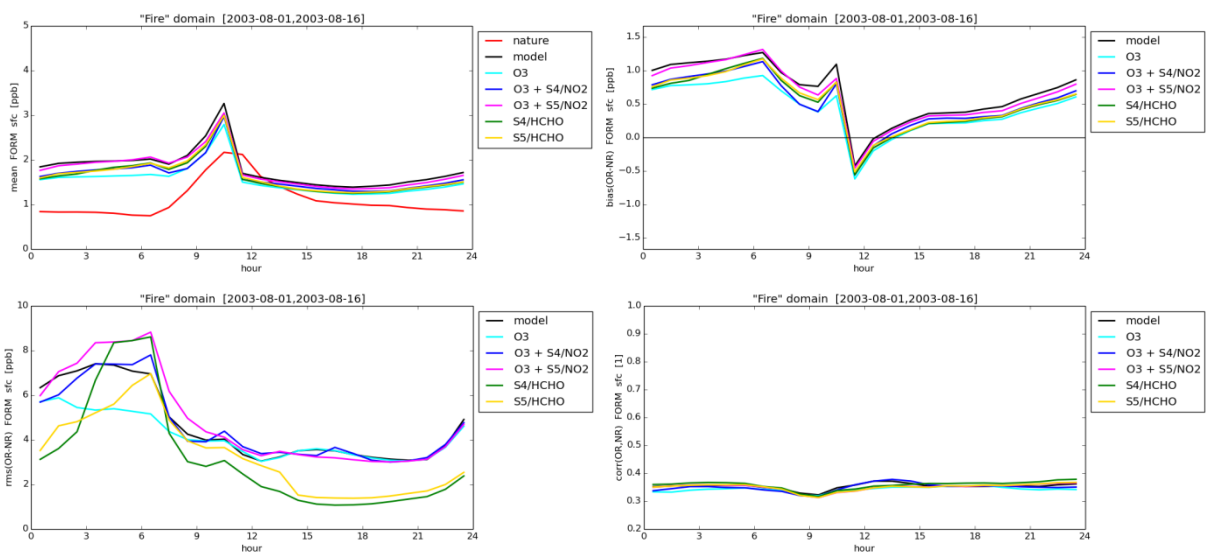 "Fire" domain [2003-08-01,2003-08-16]
mean FORM sfc [ppb]
5
4
3
2
1
0
0 3 6 9 12 15 18 21 24
hour
nature
model
O3
O3 + S4/NO2
O3 + S5/NO2
S4/HCHO
S5/HCHO
"Fire" domain [2003-08-01,2003-08-16]
bias(OR-NR) FORM sfc [ppb]
1.5
1.0
0.5
0.0
−0.5
−1.0
−1.5
0 3 6 9 12 15 18 21 24
hour
model
O3
O3 + S4/NO2
O3 + S5/NO2
S4/HCHO
S5/HCHO
"Fire" domain [2003-08-01,2003-08-16]
rms(OR-NR) FORM sfc [ppb]
10
8
6
4
2
0
0 3 6 9 12 15 18 21 24
hour
model
O3
O3 + S4/NO2
O3 + S5/NO2
S4/HCHO
S5/HCHO
"Fire" domain [2003-08-01,2003-08-16]
corr(OR,NR) FORM sfc [1]
1.0
0.9
0.8
0.7
0.6
0.5
0.4
0.3
0.2
0 3 6 9 12 15 18 21 24
hour
model
O3
O3 + S4/NO2
O3 + S5/NO2
S4/HCHO
S5/HCHO